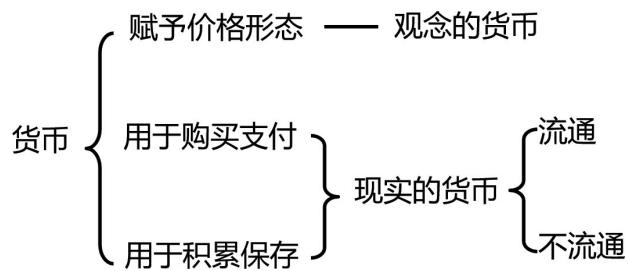 赋予价格形态
观念的货币
货币
用于购买支付
流通
现实的货币
用于积累保存
不流通